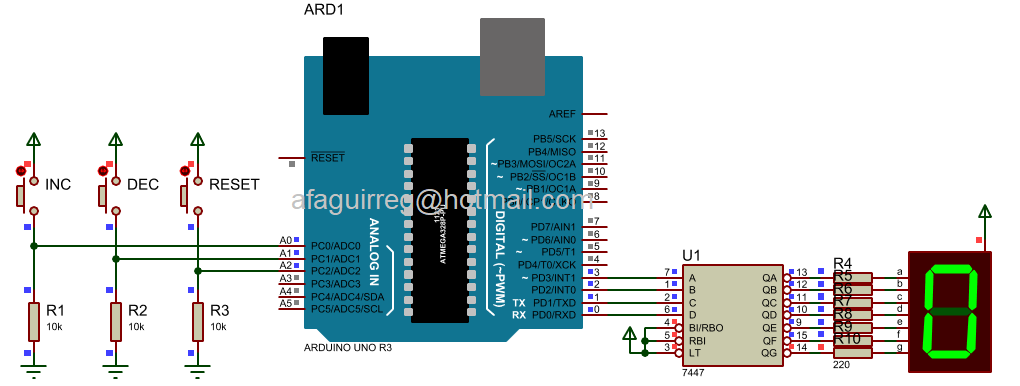 ARD1
AREF
RESET
PB5/SCK 13
PB4/MISO 12
~PB3/MOSI/OC2A 11
~ PB2/SS/OC1B 10
~ PB1/OC1A 9
8
INC
DEC
RESET
afaguirreg@hotmail.com
ATMEGA328P
ANALOG IN
DIGITAL (~PWM)
PD7/AIN1 7
~ PD6/AIN0 6
~ PD5/T1 5
PD4/T0/XCK 4
~ PD3/INT1 3
PD2/INT0 2
TX PD1/TXD 1
RX PD0/RXD 0
A0 PC0/ADC0
A1 PC1/ADC1
A2 PC2/ADC2
A3 PC3/ADC3
A4 PC4/ADC4/SDA
A5 PC5/ADC5/SCL
R1
10k
R2
10k
R3
10k
ARDUINO UNO R3
U1
7 A QA 13
1 B QB 12
2 C QC 11
6 D QD 10
4 BI/RBO QE 9
5 RBI QF 15
3 LT QG 14
7447
R4
R5
R6
R7
R8
R9
R10
220
a
b
c
d
e
f
g
0